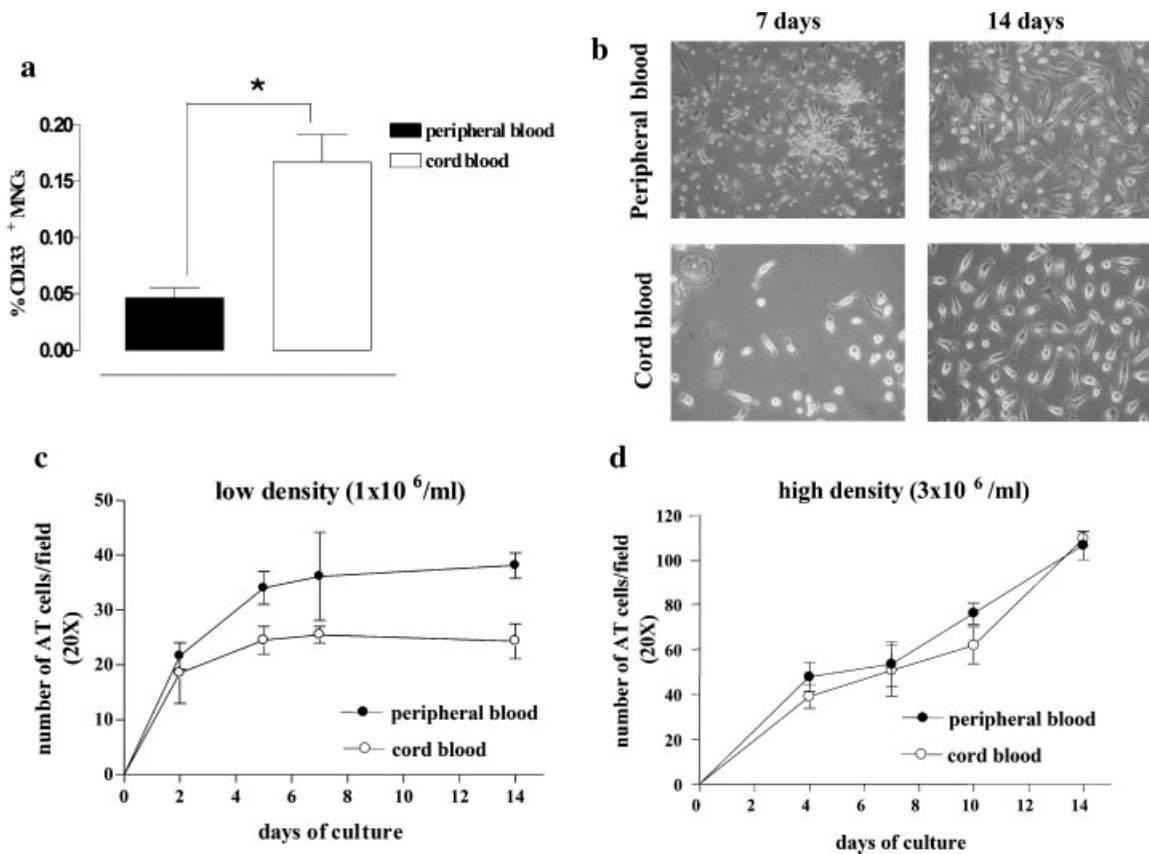 a
*
peripheral blood
cord blood
% CD133 + MNCs
0.20
0.15
0.10
0.05
0.00
b
7 days
14 days
Peripheral blood
Cord blood
c
low density (1x10 6/ml)
number of AT cells/field
(20X)
50
40
30
20
10
0
peripheral blood
cord blood
0 2 4 6 8 10 12 14
days of culture
d
high density (3x10 6 /ml)
number of AT cells/field
(20X)
120
100
80
60
40
20
0
peripheral blood
cord blood
0 2 4 6 8 10 12 14
days of culture